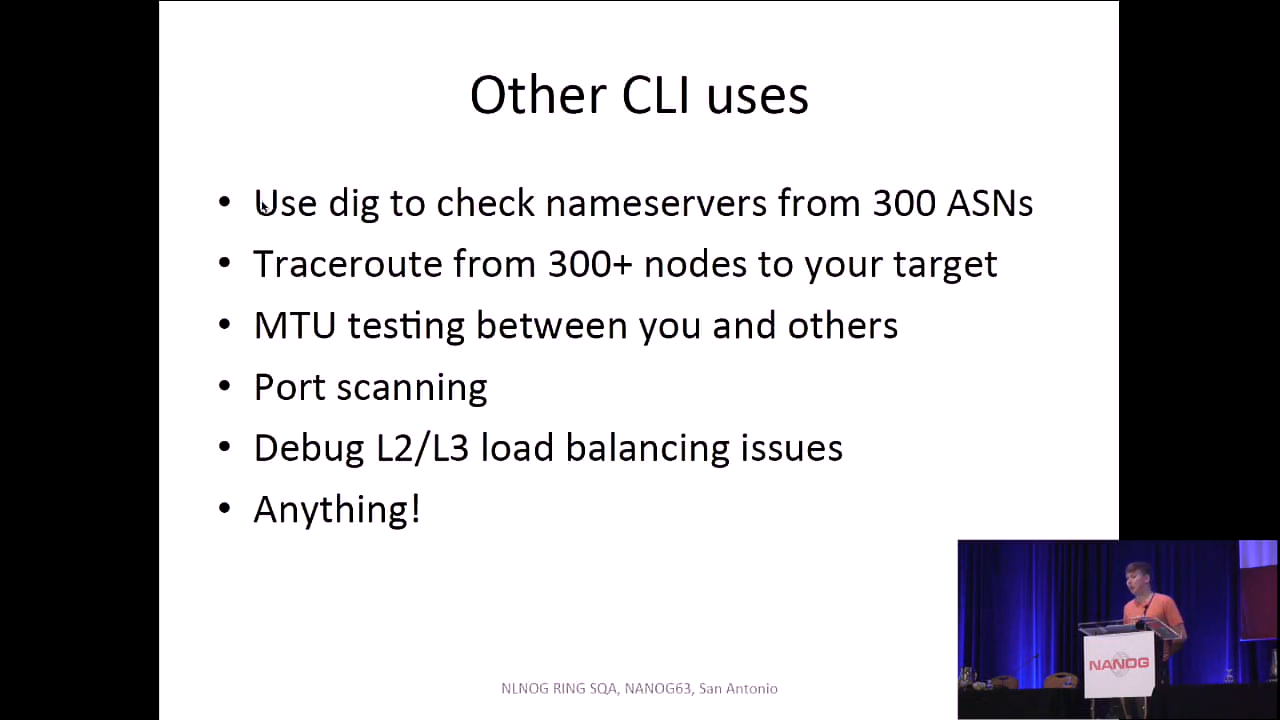 Other CLI uses
• Use dig to check nameservers from 300 ASNs
• Traceroute from 300+ nodes to your target
• MTU testing between you and others
• Port scanning
• Debug L2/L3 load balancing issues
• Anything!
NANOG
NLNOG RING SQA, NANOG63, San Antonio